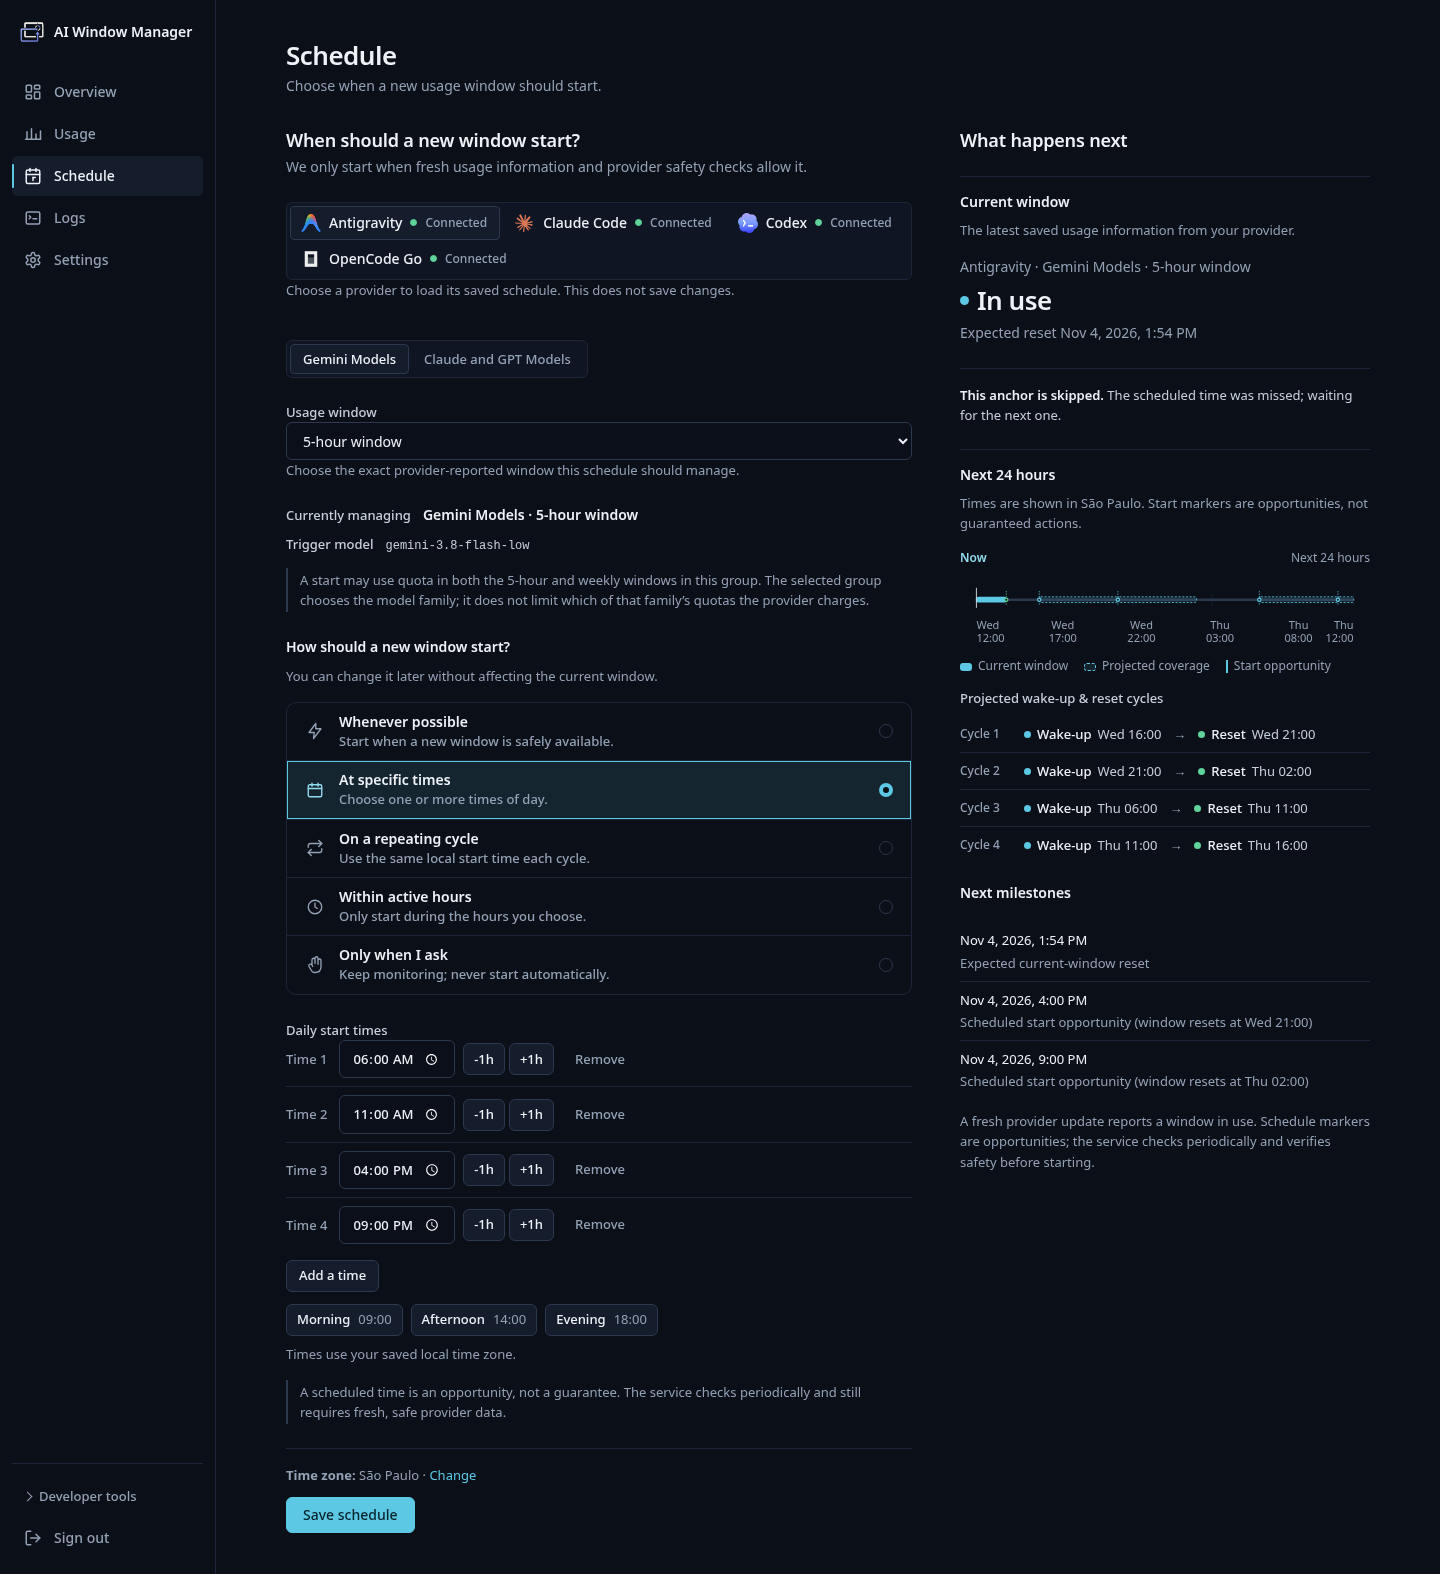 AI Window Manager
Overview
Usage
Schedule
Logs
Settings
Developer tools
Sign out
Schedule
Choose when a new usage window should start.
When should a new window start?
We only start when fresh usage information and provider safety checks allow it.
Antigravity Connected Claude Code Connected Codex Connected
OpenCode Go Connected
Choose a provider to load its saved schedule. This does not save changes.
Gemini Models Claude and GPT Models
Usage window
5-hour window
Choose the exact provider-reported window this schedule should manage.
Currently managing Gemini Models · 5-hour window
Trigger model gemini-3.8-flash-low
A start may use quota in both the 5-hour and weekly windows in this group. The selected group
chooses the model family; it does not limit which of that family’s quotas the provider charges.
How should a new window start?
You can change it later without affecting the current window.
Whenever possible
Start when a new window is safely available.
At specific times
Choose one or more times of day.
On a repeating cycle
Use the same local start time each cycle.
Within active hours
Only start during the hours you choose.
Only when I ask
Keep monitoring; never start automatically.
Daily start times
Time 1 06:00 AM -1h +1h Remove
Time 2 11:00 AM -1h +1h Remove
Time 3 04:00 PM -1h +1h Remove
Time 4 09:00 PM -1h +1h Remove
Add a time
Morning 09:00 Afternoon 14:00 Evening 18:00
Times use your saved local time zone.
A scheduled time is an opportunity, not a guarantee. The service checks periodically and still
requires fresh, safe provider data.
Time zone: São Paulo · Change
Save schedule
What happens next
Current window
The latest saved usage information from your provider.
Antigravity · Gemini Models · 5-hour window
In use
Expected reset Nov 4, 2026, 1:54 PM
This anchor is skipped. The scheduled time was missed; waiting
for the next one.
Next 24 hours
Times are shown in São Paulo. Start markers are opportunities, not
guaranteed actions.
Now Next 24 hours
Wed Wed Wed Thu Thu Thu
12:00 17:00 22:00 03:00 08:00 12:00
Current window Projected coverage Start opportunity
Projected wake-up & reset cycles
Cycle 1 Wake-up Wed 16:00 → Reset Wed 21:00
Cycle 2 Wake-up Wed 21:00 → Reset Thu 02:00
Cycle 3 Wake-up Thu 06:00 → Reset Thu 11:00
Cycle 4 Wake-up Thu 11:00 → Reset Thu 16:00
Next milestones
Nov 4, 2026, 1:54 PM
Expected current-window reset
Nov 4, 2026, 4:00 PM
Scheduled start opportunity (window resets at Wed 21:00)
Nov 4, 2026, 9:00 PM
Scheduled start opportunity (window resets at Thu 02:00)
A fresh provider update reports a window in use. Schedule markers
are opportunities; the service checks periodically and verifies
safety before starting.